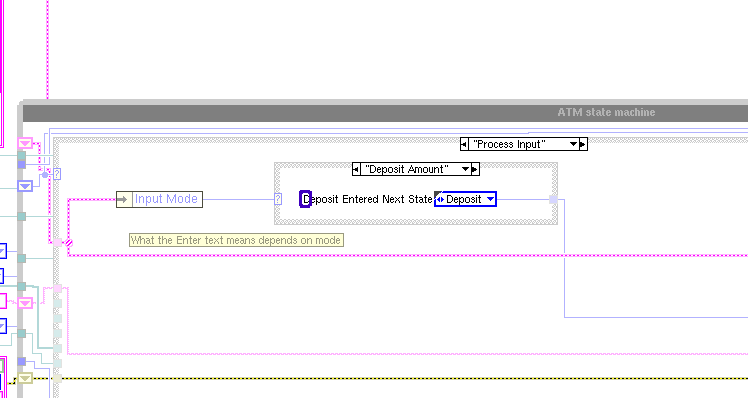 ATM state machine
"Process Input"
"Deposit Amount"
Input Mode
?
?
Deposit Entered Next State
Deposit
What the Enter text means depends on mode